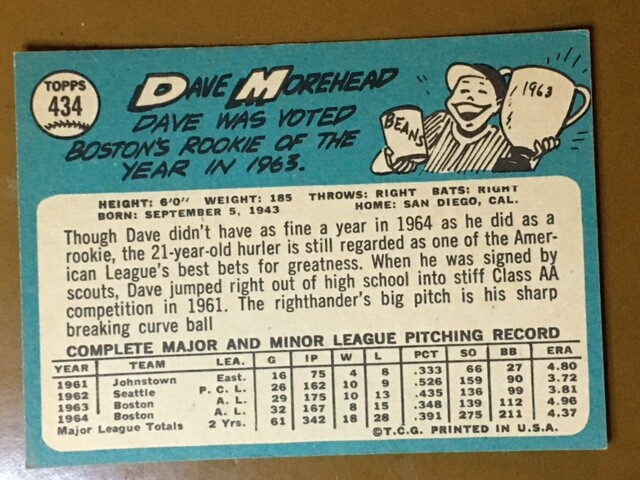 TOPPS
434
DAVE MOREHEAD
DAVE WAS VOTED
BOSTON'S ROOKIE OF THE
YEAR IN 1963.
BEANS
1963
HEIGHT: 6'0" WEIGHT: 185 THROWS: RIGHT BATS: RIGHT
BORN: SEPTEMBER 5, 1943 HOME: SAN DIEGO, CAL.
Though Dave didn't have as fine a year in 1964 as he did as a
rookie, the 21-year-old hurler is still regarded as one of the Amer-
ican League's best bets for greatness. When he was signed by
scouts, Dave jumped right out of high school into stiff Class AA
competition in 1961. The righthander's big pitch is his sharp
breaking curve ball
COMPLETE MAJOR AND MINOR LEAGUE PITCHING RECORD
YEAR TEAM LEA. G IP W L PCT SO BB ERA
1961 Johnstown East. 16 75 4 8 .333 66 27 4.80
1962 Seattle P.C.L. 26 162 10 9 .526 159 90 3.72
1963 Boston A.L. 29 175 10 13 .435 136 99 3.81
1964 Boston A.L. 32 167 8 15 .348 139 112 4.96
Major League Totals 2 Yrs. 61 342 18 28 .391 275 211 4.37
©T.C.G. PRINTED IN U.S.A.